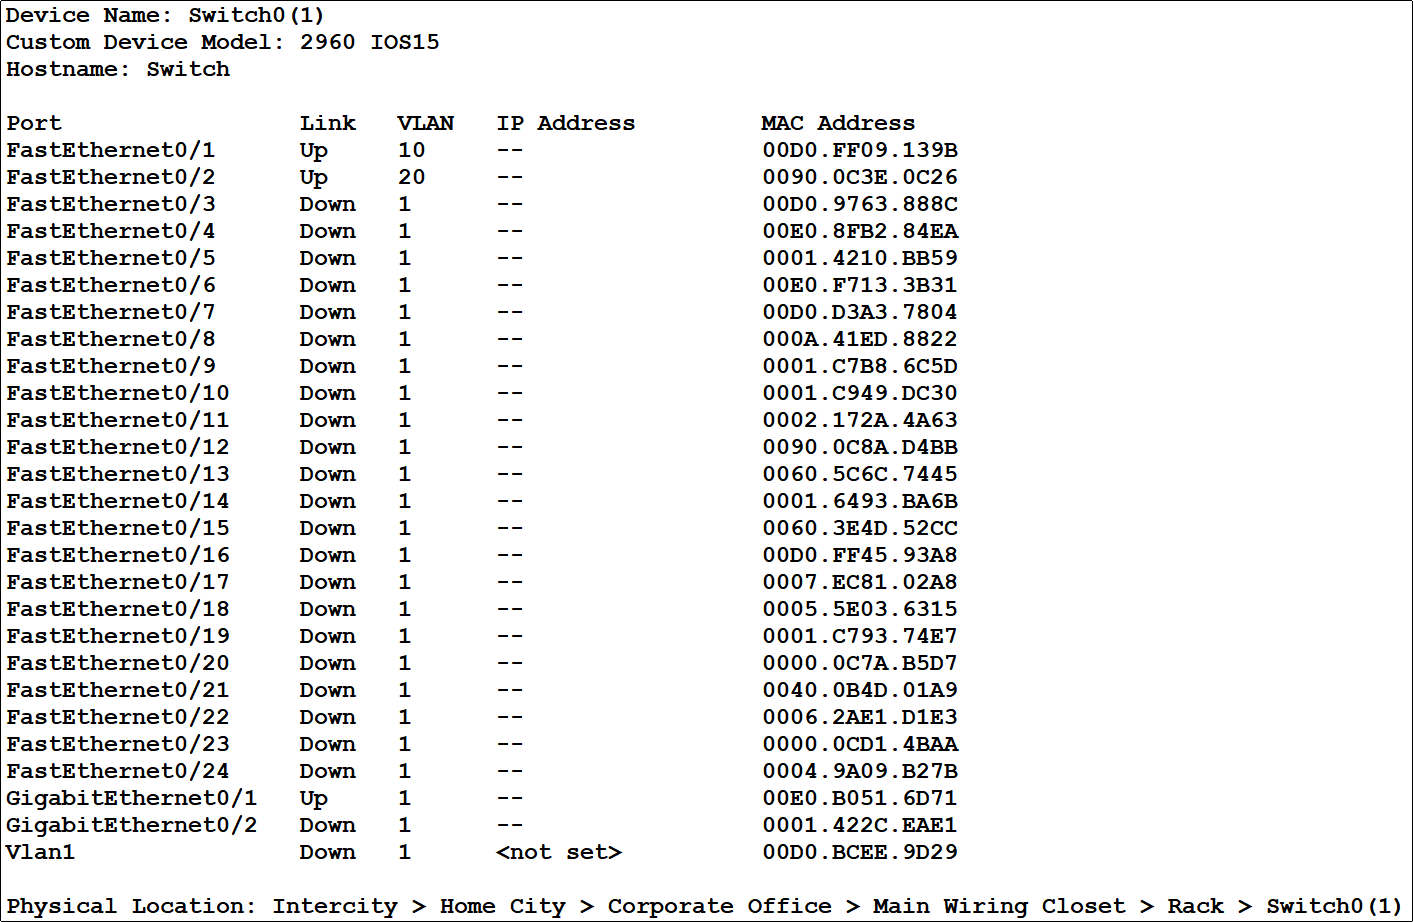 Device Name: Switch0(1)
Custom Device Model: 2960 IOS15
Hostname: Switch
Port Link VLAN IP Address MAC Address
FastEthernet0/1 Up 10 -- 00D0.FF09.139B
FastEthernet0/2 Up 20 -- 0090.0C3E.0C26
FastEthernet0/3 Down 1 -- 00D0.9763.888C
FastEthernet0/4 Down 1 -- 00E0.8FB2.84EA
FastEthernet0/5 Down 1 -- 0001.4210.BB59
FastEthernet0/6 Down 1 -- 00E0.F713.3B31
FastEthernet0/7 Down 1 -- 00D0.D3A3.7804
FastEthernet0/8 Down 1 -- 000A.41ED.8822
FastEthernet0/9 Down 1 -- 0001.C7B8.6C5D
FastEthernet0/10 Down 1 -- 0001.C949.DC30
FastEthernet0/11 Down 1 -- 0002.172A.4A63
FastEthernet0/12 Down 1 -- 0090.0C8A.D4BB
FastEthernet0/13 Down 1 -- 0060.5C6C.7445
FastEthernet0/14 Down 1 -- 0001.6493.BA6B
FastEthernet0/15 Down 1 -- 0060.3E4D.52CC
FastEthernet0/16 Down 1 -- 00D0.FF45.93A8
FastEthernet0/17 Down 1 -- 0007.EC81.02A8
FastEthernet0/18 Down 1 -- 0005.5E03.6315
FastEthernet0/19 Down 1 -- 0001.C793.74E7
FastEthernet0/20 Down 1 -- 0000.0C7A.B5D7
FastEthernet0/21 Down 1 -- 0040.0B4D.01A9
FastEthernet0/22 Down 1 -- 0006.2AE1.D1E3
FastEthernet0/23 Down 1 -- 0000.0CD1.4BAA
FastEthernet0/24 Down 1 -- 0004.9A09.B27B
GigabitEthernet0/1 Up 1 -- 00E0.B051.6D71
GigabitEthernet0/2 Down 1 -- 0001.422C.EAE1
Vlan1 Down 1 <not set> 00D0.BCEE.9D29
Physical Location: Intercity > Home City > Corporate Office > Main Wiring Closet > Rack > Switch0(1)